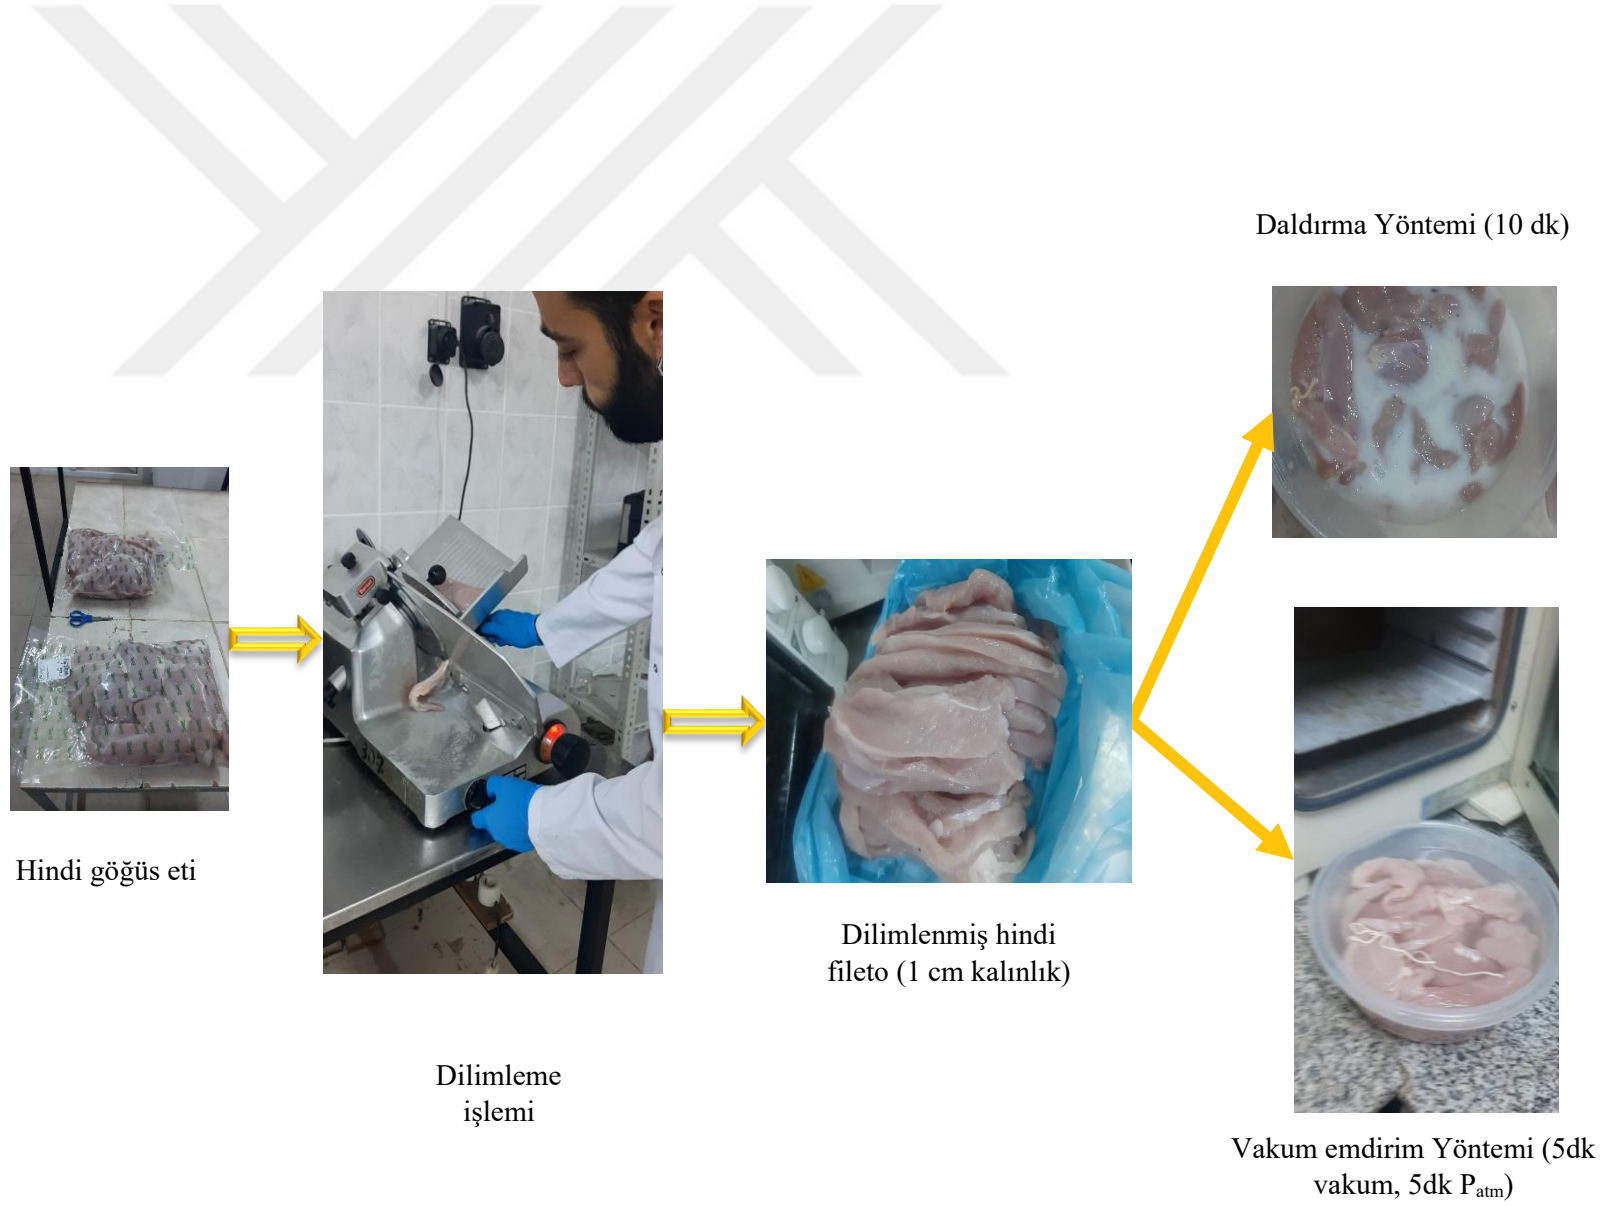 Daldırma Yöntemi (10 dk)
Hindi göğüs eti
Dilimlenmiş hindi
fileto (1 cm kalınlık)
Dilimleme
işlemi
Vakum emdirim Yöntemi (5dk
vakum, 5dk Patm)